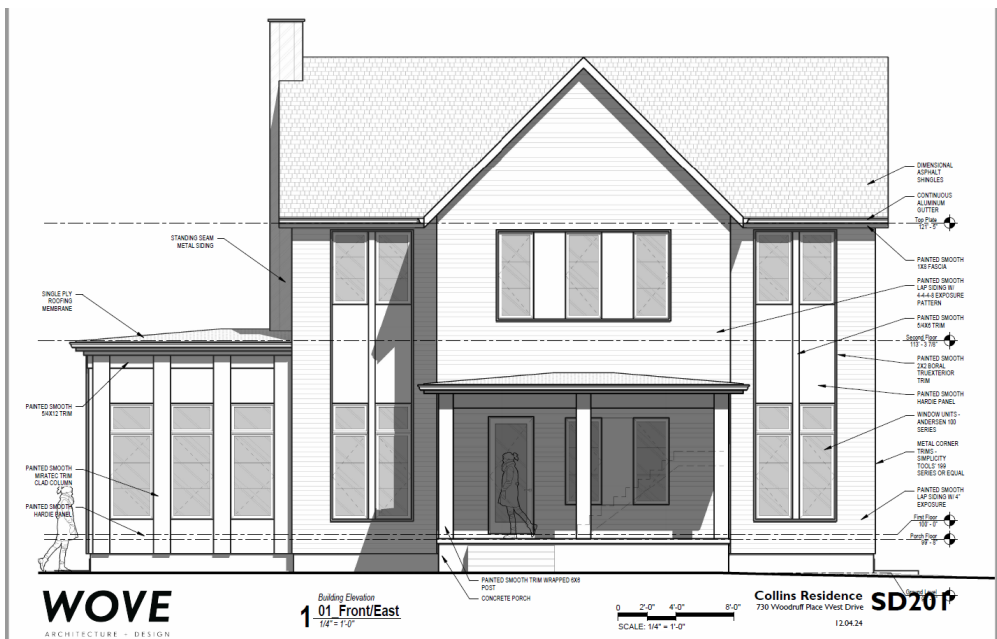 DIMENSIONAL
ASPHALT
SHINGLES
CONTINUOUS
ALUMINUM
GUTTER
Top Plate
121' - 5"
STANDING SEAM
METAL SIDING
PAINTED SMOOTH
1X6 FASCIA
PAINTED SMOOTH
LAP SIDING W/
4-4-4-8 EXPOSURE
PATTERN
SINGLE PLY
ROOFING
MEMBRANE
PAINTED SMOOTH
5/4X6 TRIM
Second Floor
113' - 3 7/8"
PAINTED SMOOTH
2X2 BORAL
TRUEXTERIOR
TRIM
PAINTED SMOOTH
HARDIE PANEL
PAINTED SMOOTH
5/4X12 TRIM
WINDOW UNITS -
ANDERSEN 100
SERIES
METAL CORNER
TRIMS -
SIMPLICITY
TOOLS' 199
SERIES OR EQUAL
PAINTED SMOOTH
MIRATEC TRIM
CLAD COLUMN
PAINTED SMOOTH
LAP SIDING W/ 4"
EXPOSURE
PAINTED SMOOTH
HARDIE PANEL
First Floor
100' - 0"
Porch Floor
99' - 8"
PAINTED SMOOTH TRIM WRAPPED 6X6
POST
CONCRETE PORCH
Ground Level
WOVE
ARCHITECTURE + DESIGN
Building Elevation
1 01_Front/East
1/4" = 1'-0"
0 2'-0" 4'-0" 8'-0"
SCALE: 1/4" = 1'-0"
Collins Residence
730 Woodruff Place West Drive
SD201
12.04.24